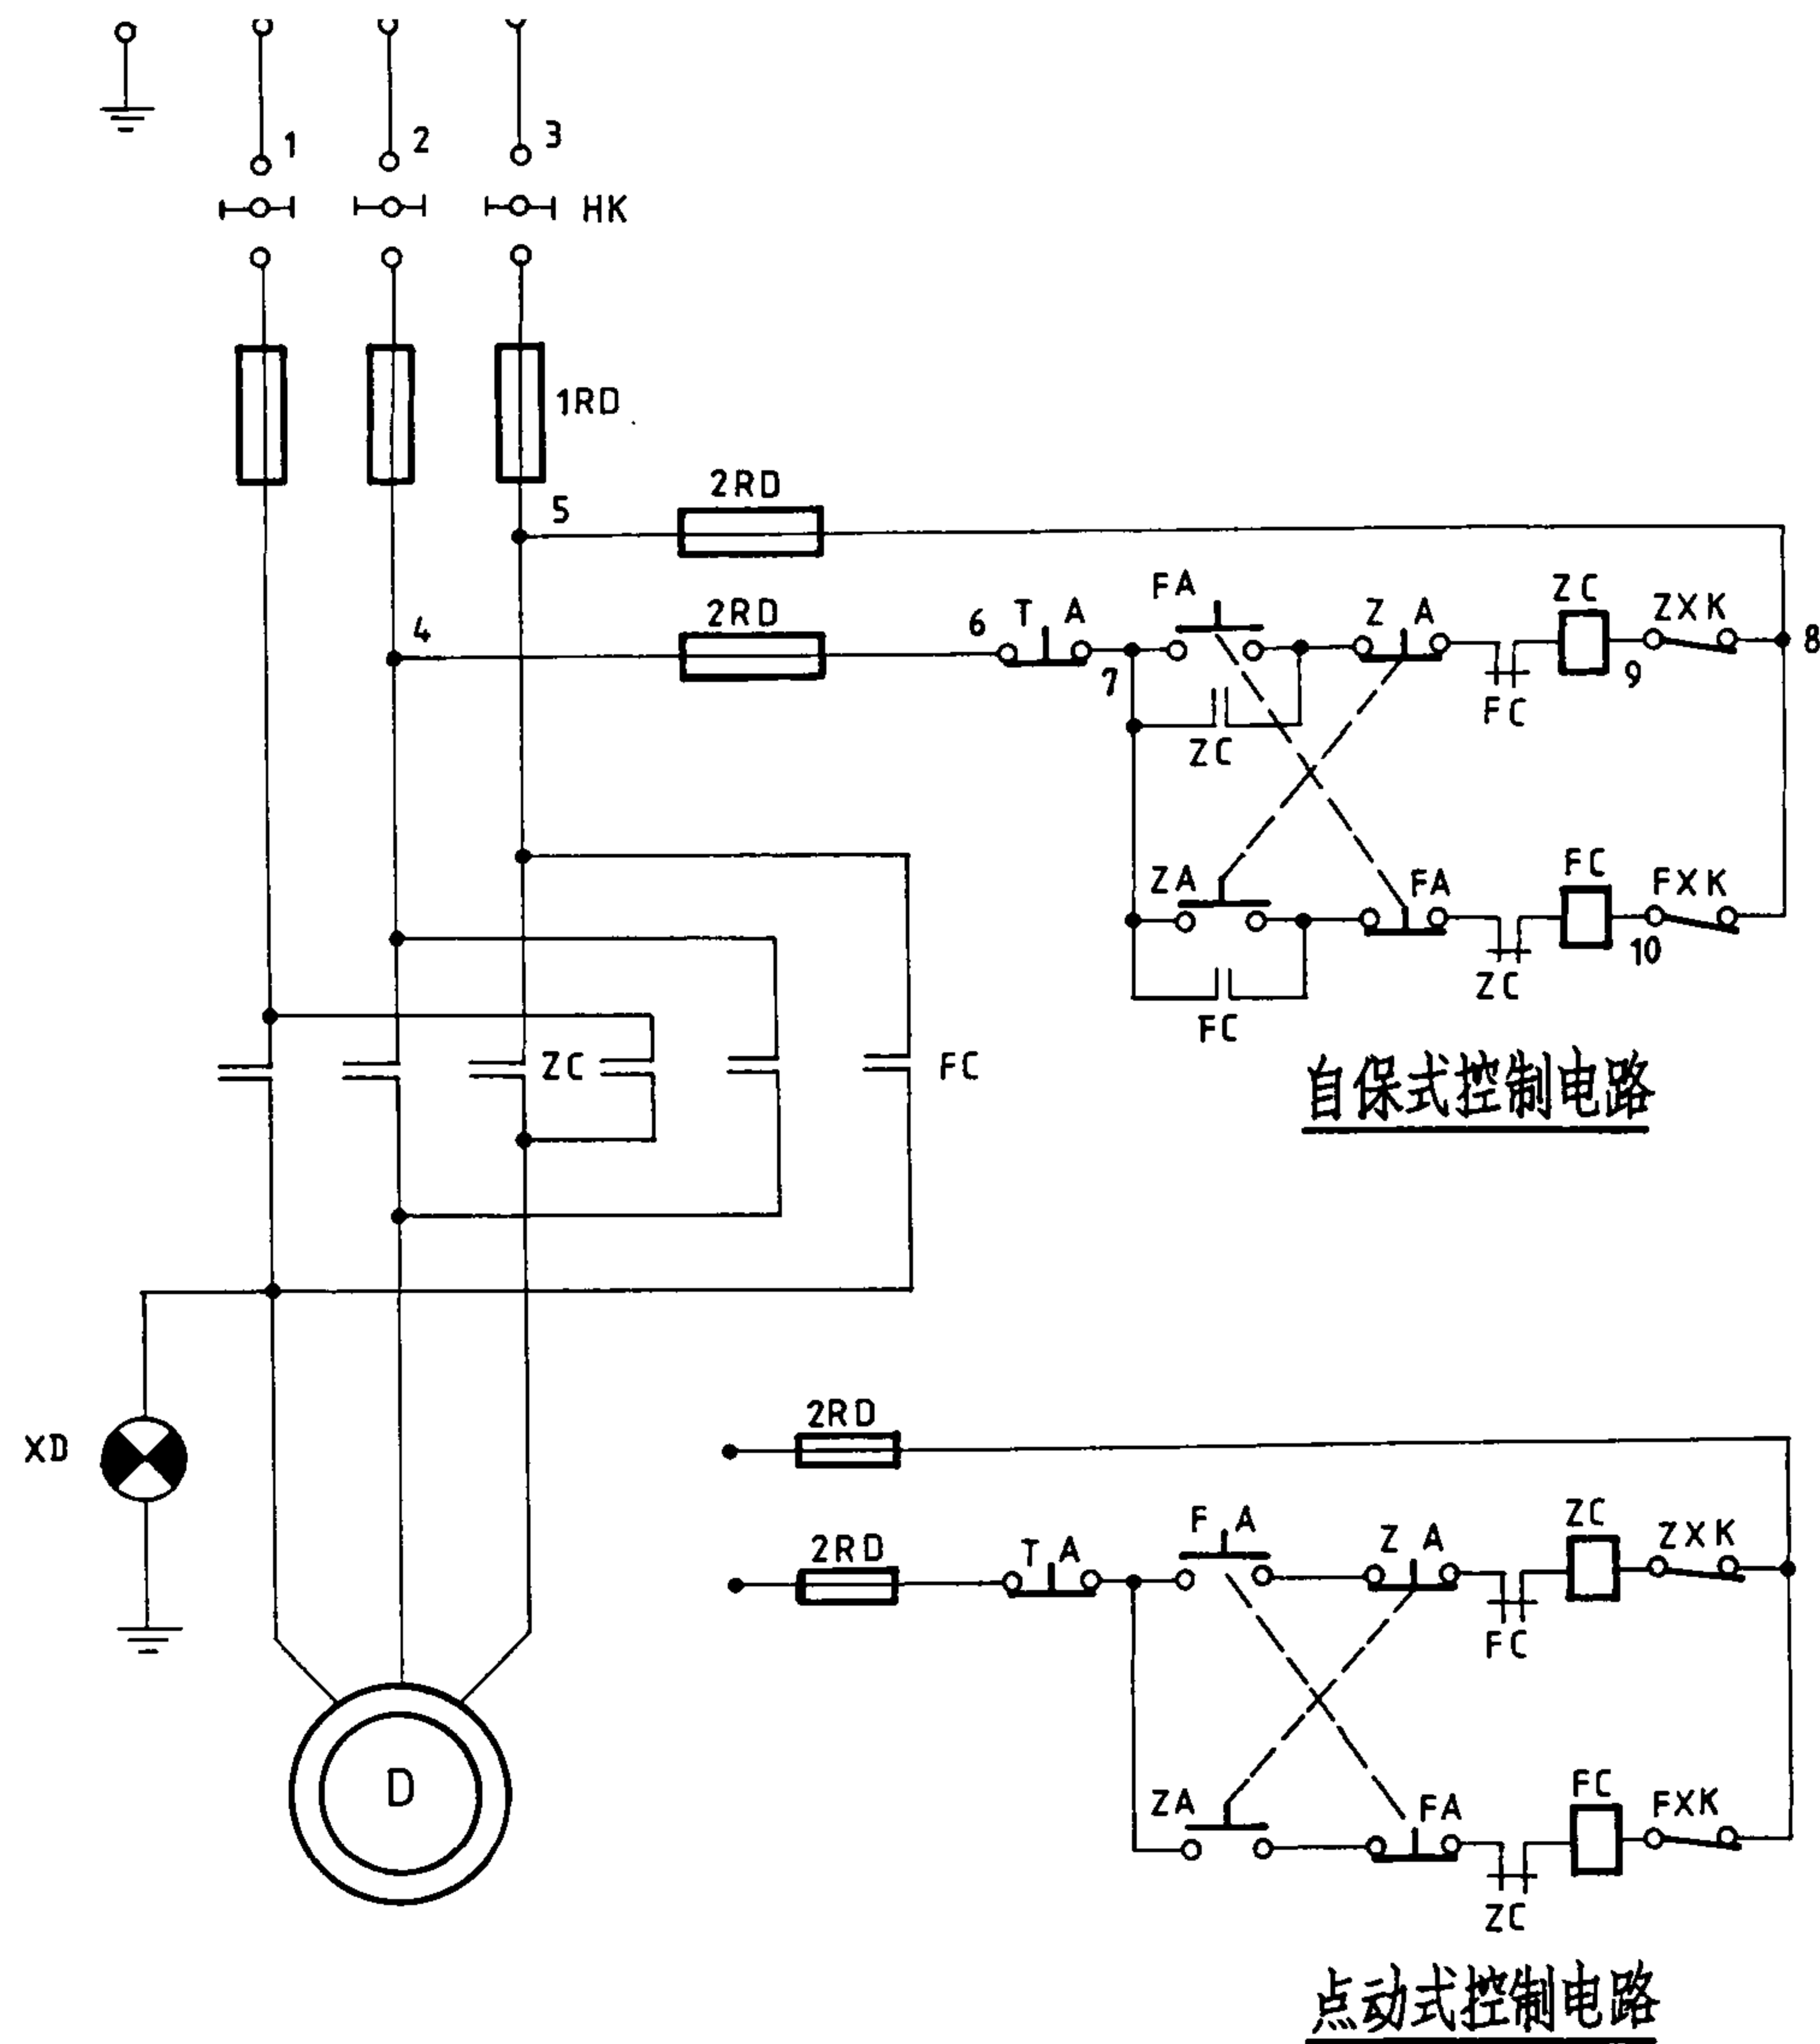 1 2 3
HK
1RD
5 2RD
4 2RD 6 T A 7 FA Z A ZC ZXK 8
FC 9
ZC
ZA FA FC FXK
10
ZC
FC
ZC FC
自保式控制电路
XD
2RD
2RD T A F A Z A ZC ZXK
FC
D
ZA FA FC FXK
ZC
点动式控制电路